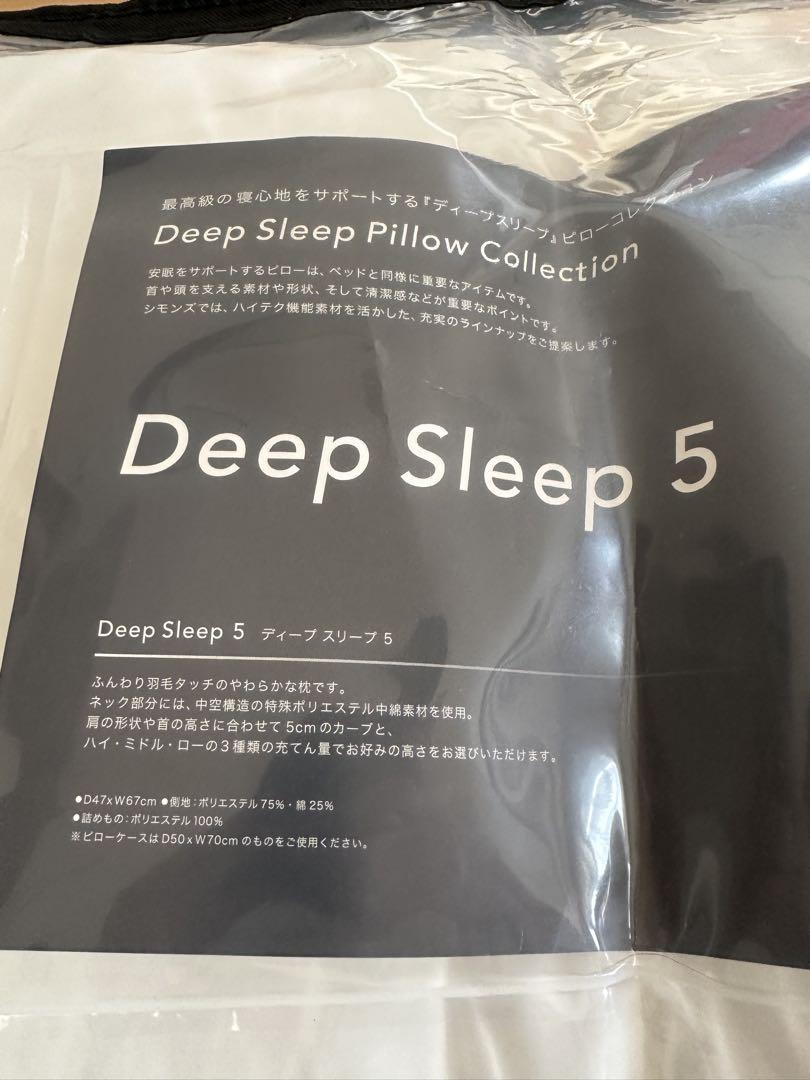 最高級の寝心地をサポートする『ディープスリープ』ピローコレクション
Deep Sleep Pillow Collection
安眠をサポートするピローは、ベッドと同様に重要なアイテムです。
首や頭を支える素材や形状、そして清潔感などが重要なポイントです。
シモンズでは、ハイテク機能素材を活かした、充実のラインナップをご提案します。
Deep Sleep 5
Deep Sleep 5 ディープ スリープ 5
ふんわり羽毛タッチのやわらかな枕です。
ネック部分には、中空構造の特殊ポリエステル中綿素材を使用。
肩の形状や首の高さに合わせて5cmのカーブと、
ハイ・ミドル・ローの3種類の充てん量でお好みの高さをお選びいただけます。
●D47xW67cm ●側地：ポリエステル75%・綿25%
●詰めもの：ポリエステル100%
※ピローケースはD50xW70cmのものをご使用ください。